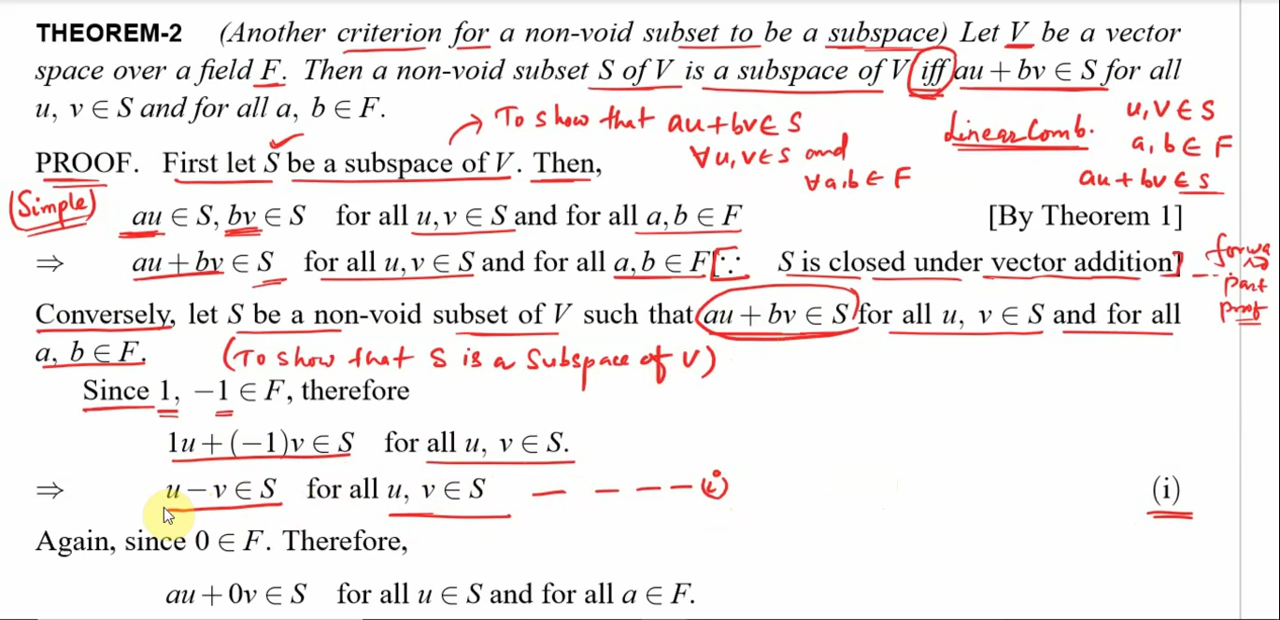 THEOREM-2 (Another criterion for a non-void subset to be a subspace) Let V be a vector
space over a field F. Then a non-void subset S of V is a subspace of V iff au + bv ∈ S for all
u, v ∈ S and for all a, b ∈ F.
→ To show that au+bv∈S
∀u,v∈S and
∀a,b∈F
Linear Comb.
u,v∈S
a,b∈F
au+bv∈S
PROOF. First let S be a subspace of V. Then,
(Simple)
au ∈ S, bv ∈ S for all u, v ∈ S and for all a, b ∈ F [By Theorem 1]
⇒ au + bv ∈ S for all u, v ∈ S and for all a, b ∈ F [∵ S is closed under vector addition]
part
proof
Conversely, let S be a non-void subset of V such that au + bv ∈ S for all u, v ∈ S and for all
a, b ∈ F. (To show that S is a Subspace of V)
Since 1, −1 ∈ F, therefore
1u + (−1)v ∈ S for all u, v ∈ S.
⇒ u − v ∈ S for all u, v ∈ S – – – – (i) (i)
Again, since 0 ∈ F. Therefore,
au + 0v ∈ S for all u ∈ S and for all a ∈ F.